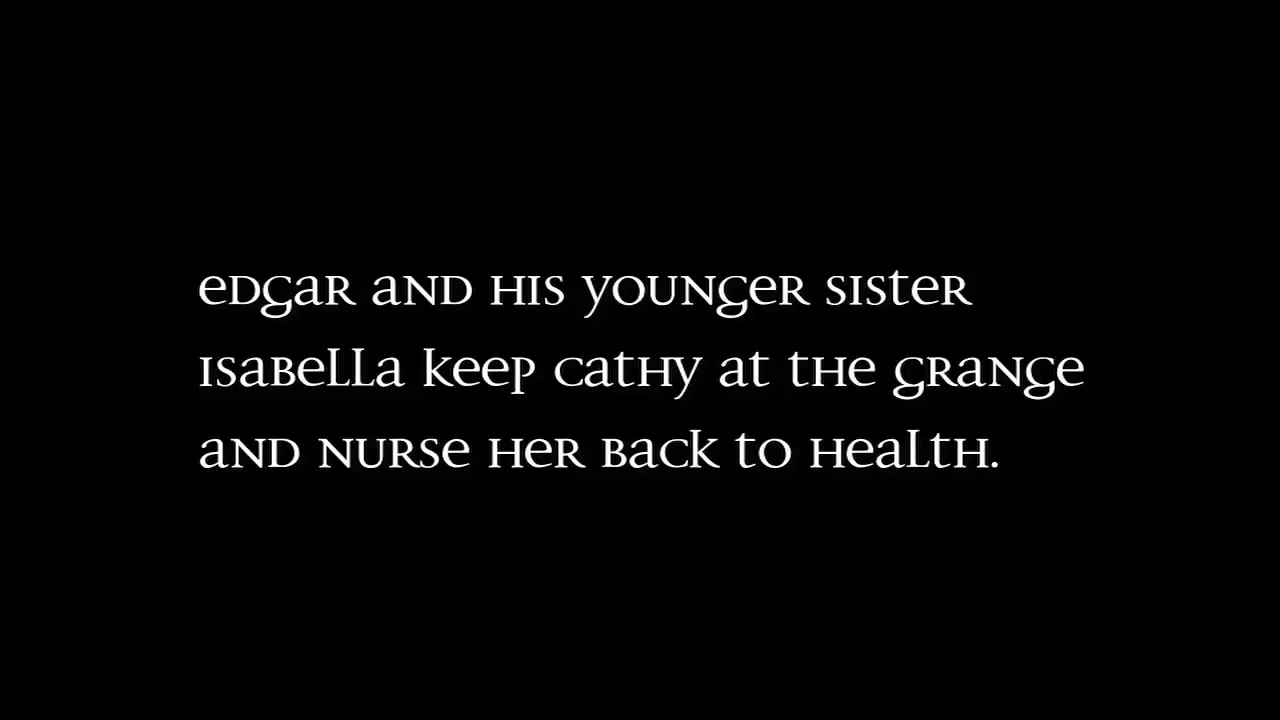 Edgar and his younger sister
Isabella keep Cathy at the Grange
and nurse her back to health.